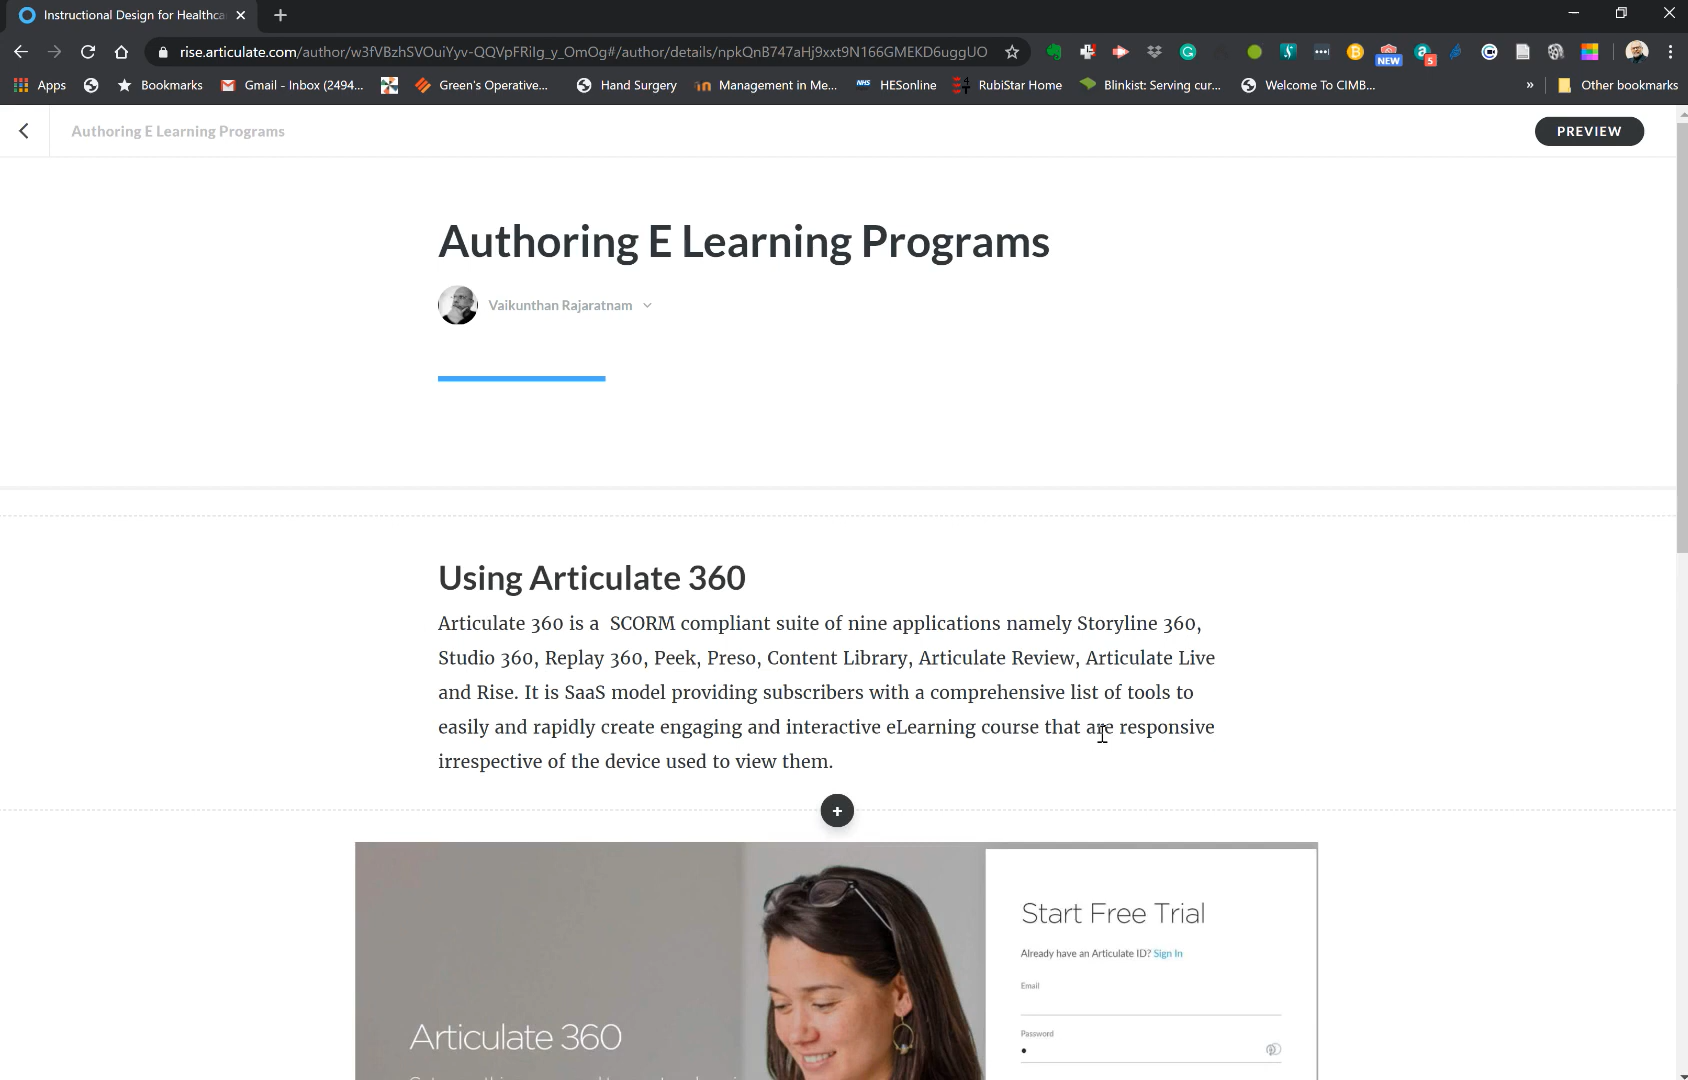 Instructional Design for Healthca
rise.articulate.com/author/w3fVBzhSVOuiYyv-QQVpFRiIg_y_OmOg#/author/details/npkQnB747aHj9xxt9N166GMEKD6uggUO
NEW
5
Apps
Bookmarks
Gmail - Inbox (2494...
Green's Operative...
Hand Surgery
Management in Me...
NHS
HESonline
RubiStar Home
Blinkist: Serving cur...
Welcome To CIMB...
»
Other bookmarks
Authoring E Learning Programs
PREVIEW
Authoring E Learning Programs
Vaikunthan Rajaratnam
Using Articulate 360
Articulate 360 is a  SCORM compliant suite of nine applications namely Storyline 360,
Studio 360, Replay 360, Peek, Preso, Content Library, Articulate Review, Articulate Live
and Rise. It is SaaS model providing subscribers with a comprehensive list of tools to
easily and rapidly create engaging and interactive eLearning course that are responsive
irrespective of the device used to view them.
Start Free Trial
Already have an Articulate ID? Sign In
Email
Password
Articulate 360